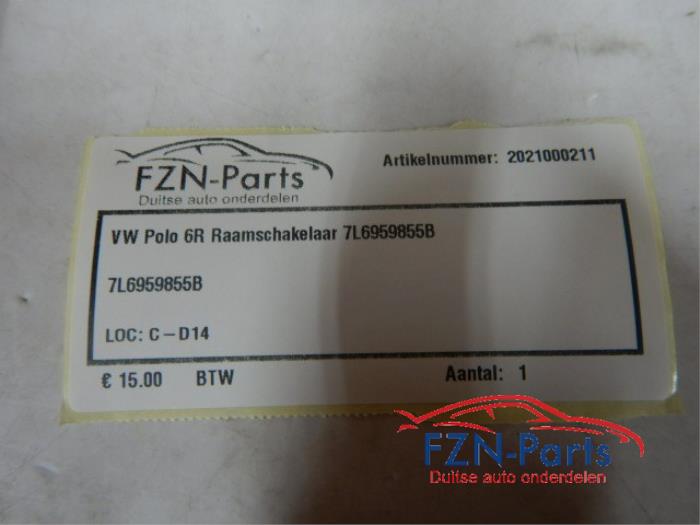 FZN-Parts
Duitse auto onderdelen
Artikelnummer: 2021000211
VW Polo 6R Raamschakelaar 7L6959855B
7L6959855B
LOC: C - D14
€ 15.00 BTW Aantal: 1
FZN-Parts
Duitse auto onderdelen